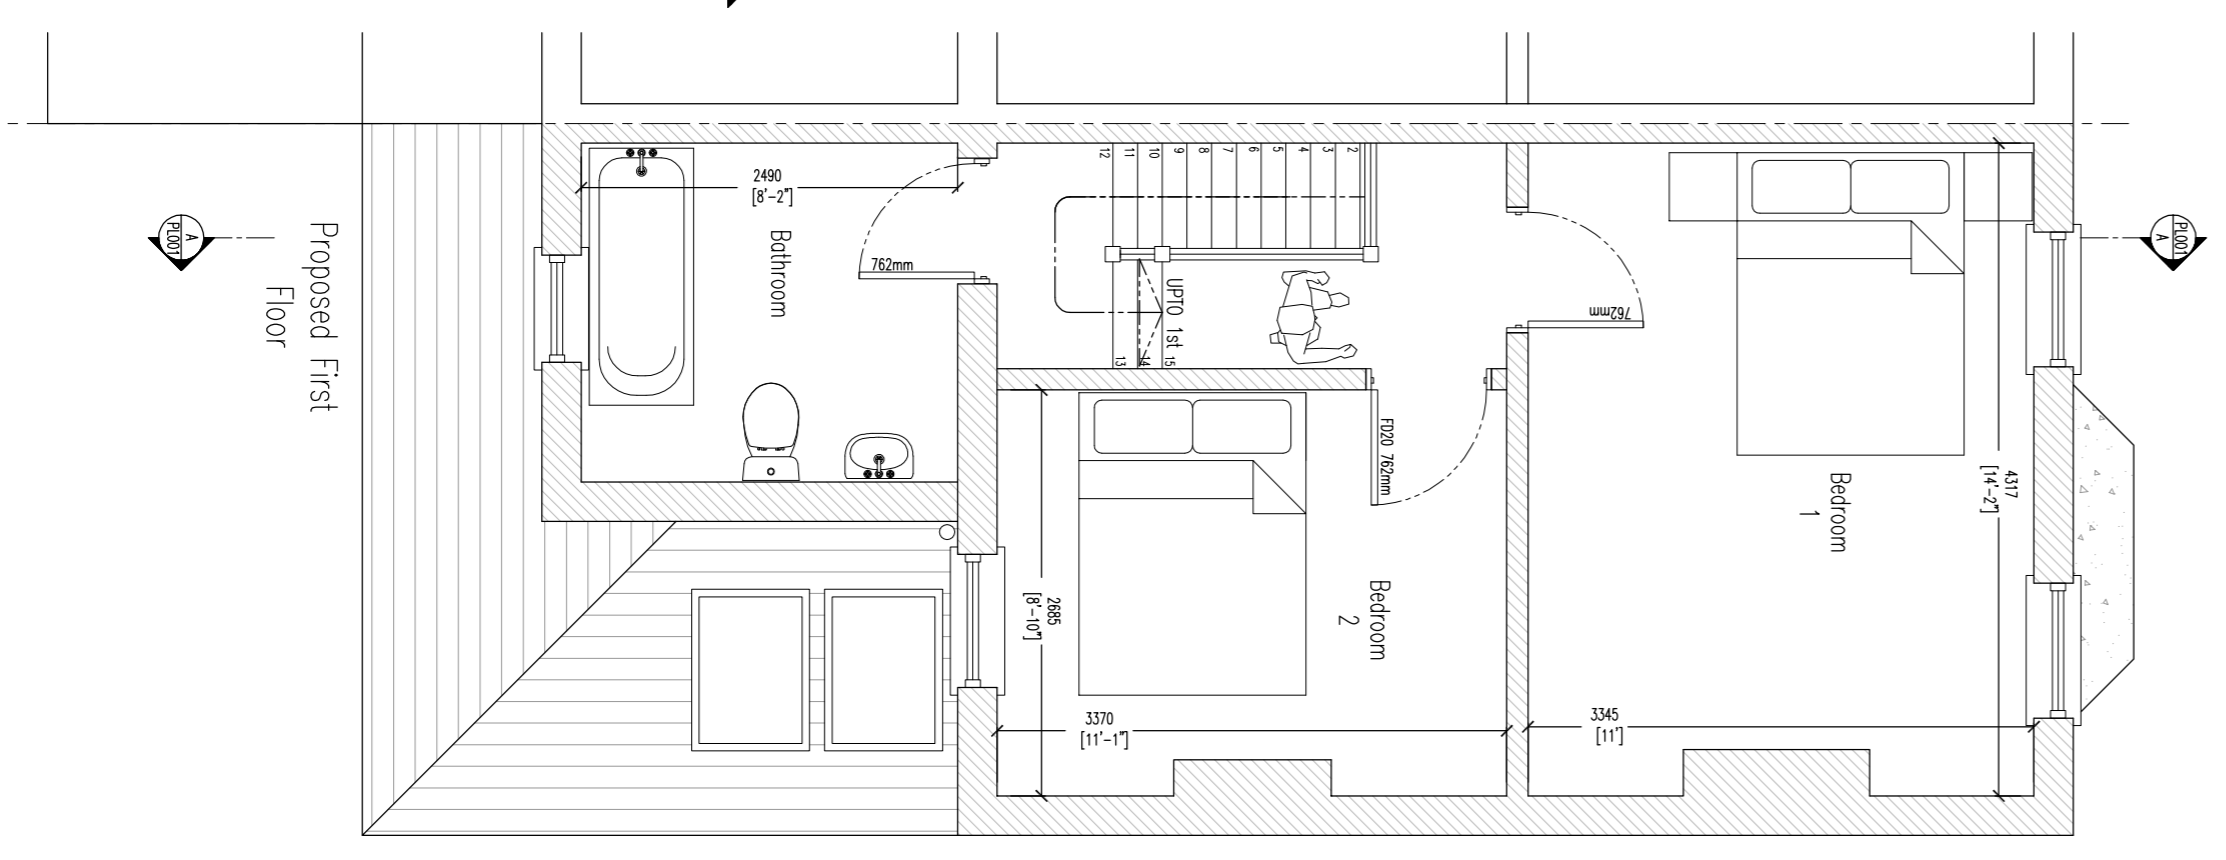 Proposed First
Floor
A
PL001
PL001
A
Bathroom
2490
[8'-2"]
762mm
12
11
10
9
8
7
6
5
4
3
2
13
14
15
UPTO 1st
762mm
FD20 762mm
Bedroom
1
4317
[14'-2"]
3345
[11']
Bedroom
2
2685
[8'-10"]
3370
[11'-1"]